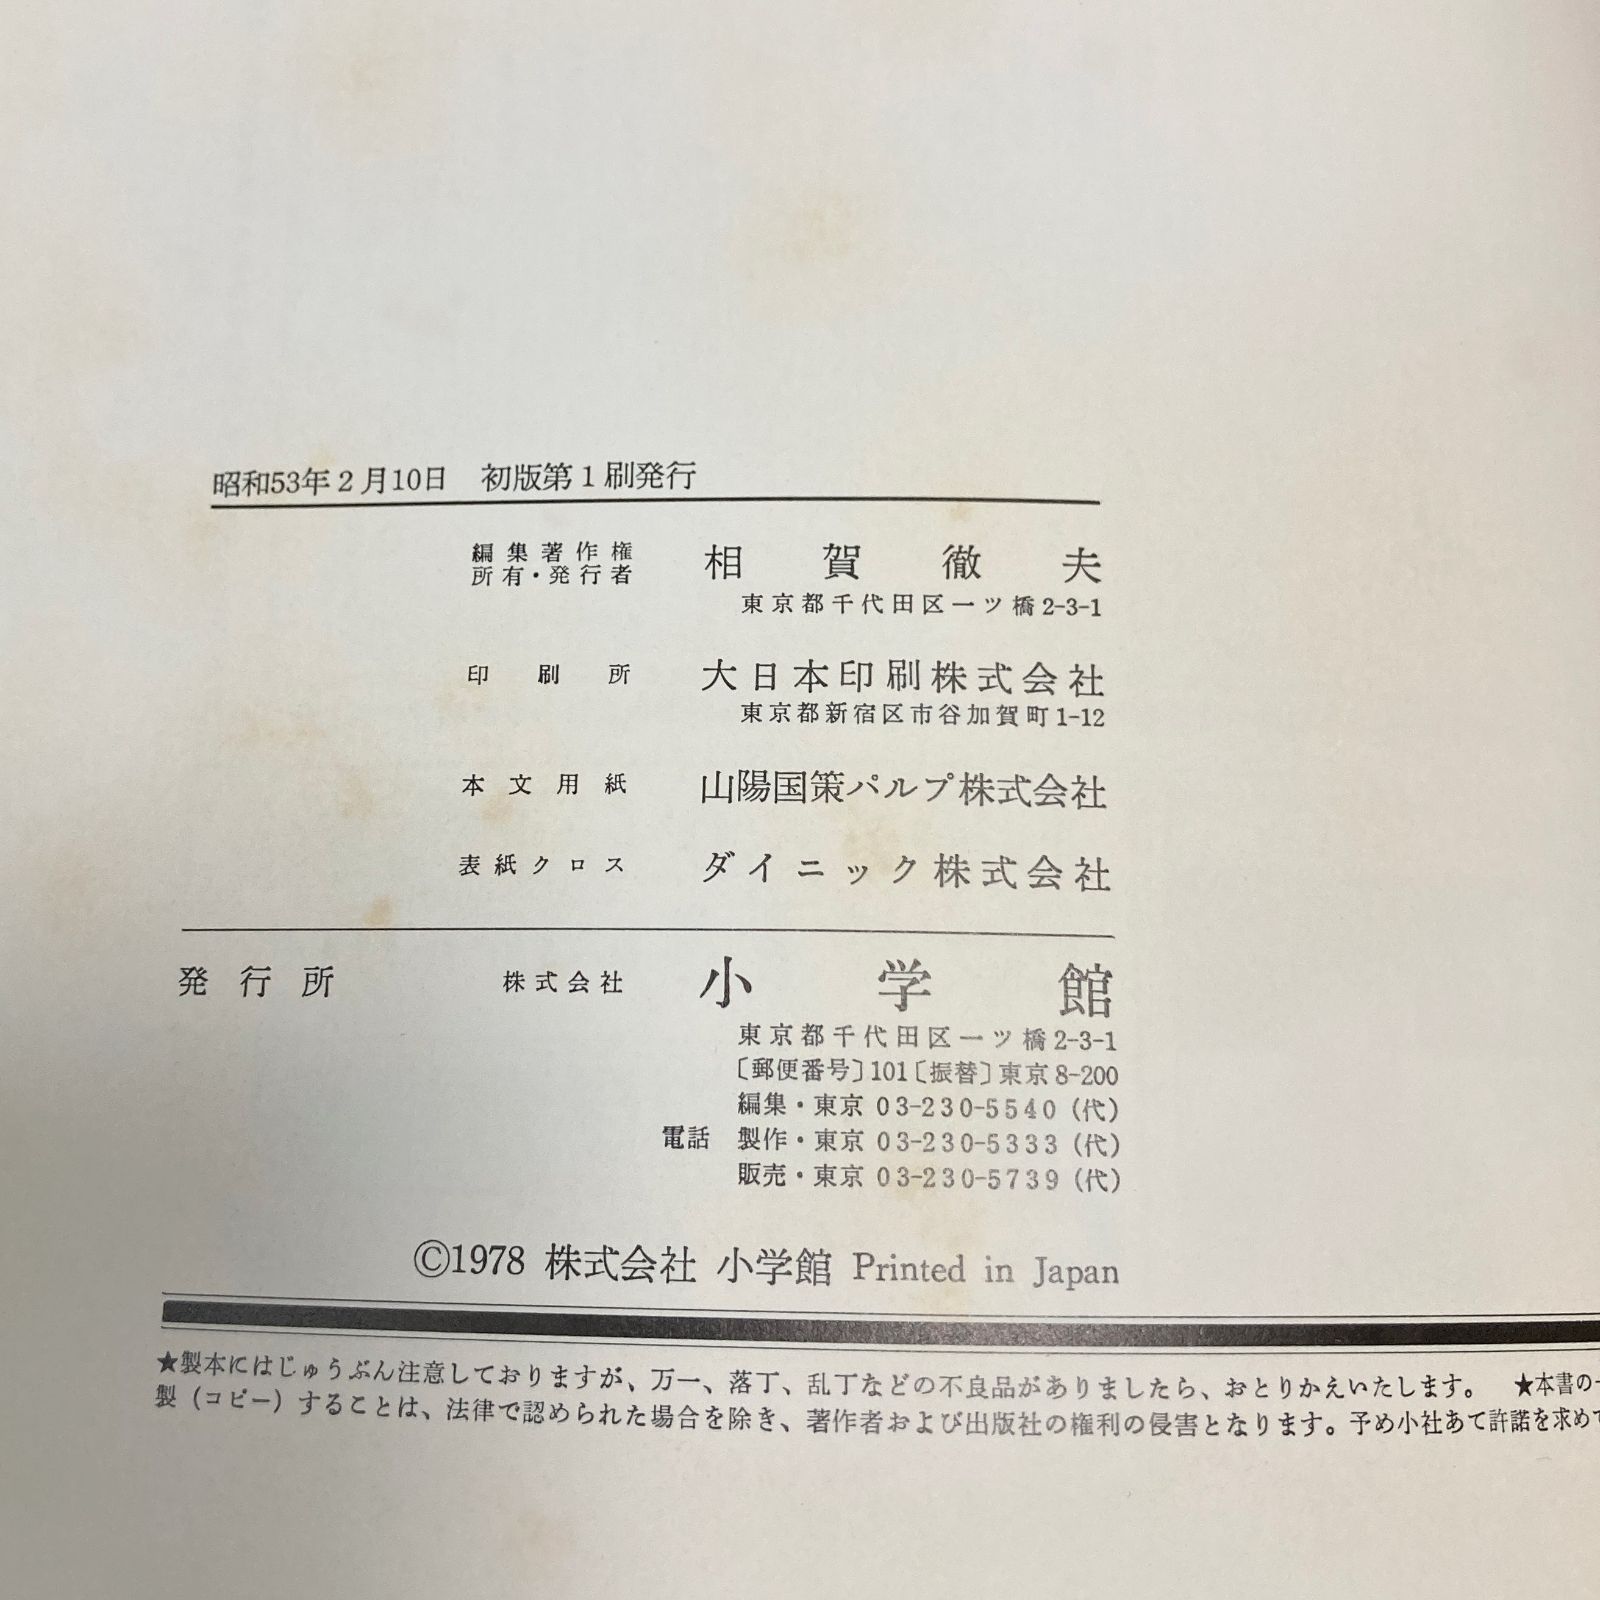 昭和53年2月10日 初版第1刷発行
編集著作権
所有・発行者 相賀徹夫
東京都千代田区一ツ橋2-3-1
印刷所 大日本印刷株式会社
東京都新宿区市谷加賀町1-12
本文用紙 山陽国策パルプ株式会社
表紙クロス ダイニック株式会社
発行所 株式会社 小学館
東京都千代田区一ツ橋2-3-1
〔郵便番号〕101〔振替〕東京8-200
編集・東京 03-230-5540（代）
電話 製作・東京 03-230-5333（代）
販売・東京 03-230-5739（代）
©1978 株式会社 小学館 Printed in Japan
★製本にはじゅうぶん注意しておりますが、万一、落丁、乱丁などの不良品がありましたら、おとりかえいたします。 ★本書の
製（コピー）することは、法律で認められた場合を除き、著作者および出版社の権利の侵害となります。予め小社あて許諾を求めて